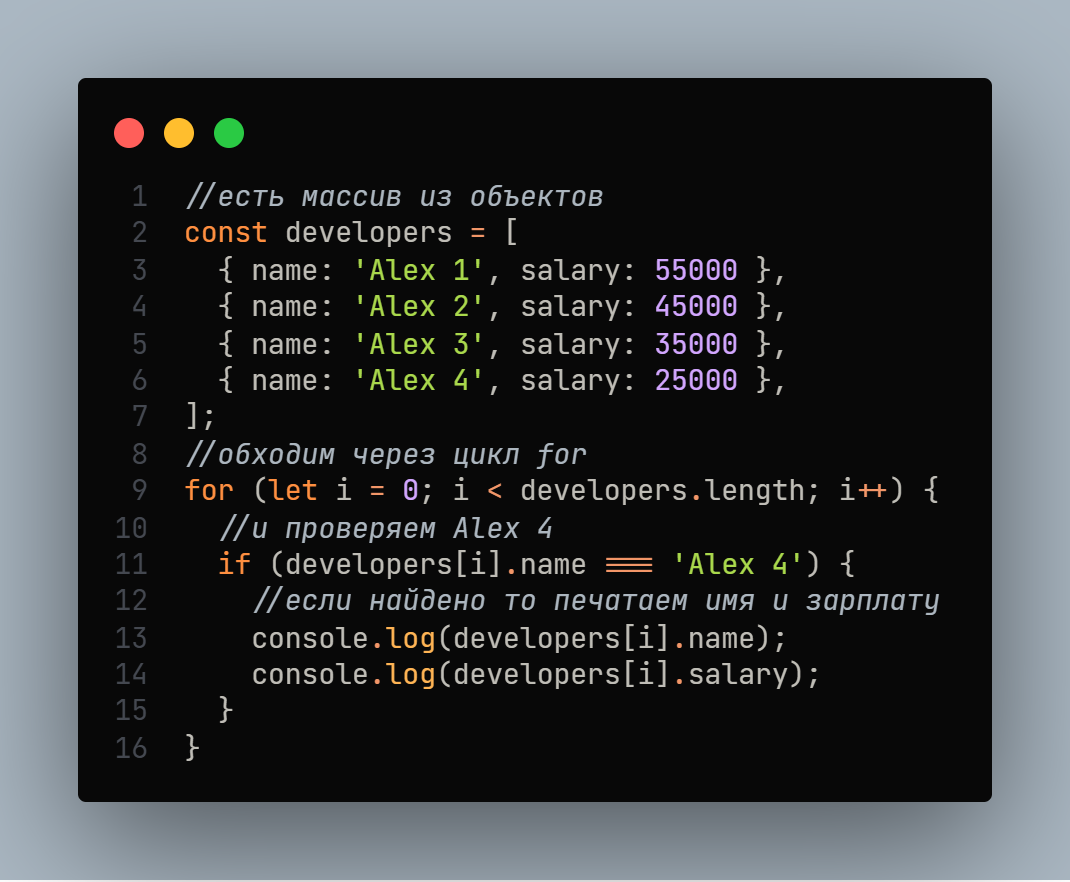 1 //есть массив из объектов
2 const developers = [
3   { name: 'Alex 1', salary: 55000 },
4   { name: 'Alex 2', salary: 45000 },
5   { name: 'Alex 3', salary: 35000 },
6   { name: 'Alex 4', salary: 25000 },
7 ];
8 //обходим через цикл for
9 for (let i = 0; i < developers.length; i++) {
10   //и проверяем Alex 4
11   if (developers[i].name === 'Alex 4') {
12     //если найдено то печатаем имя и зарплату
13     console.log(developers[i].name);
14     console.log(developers[i].salary);
15   }
16 }